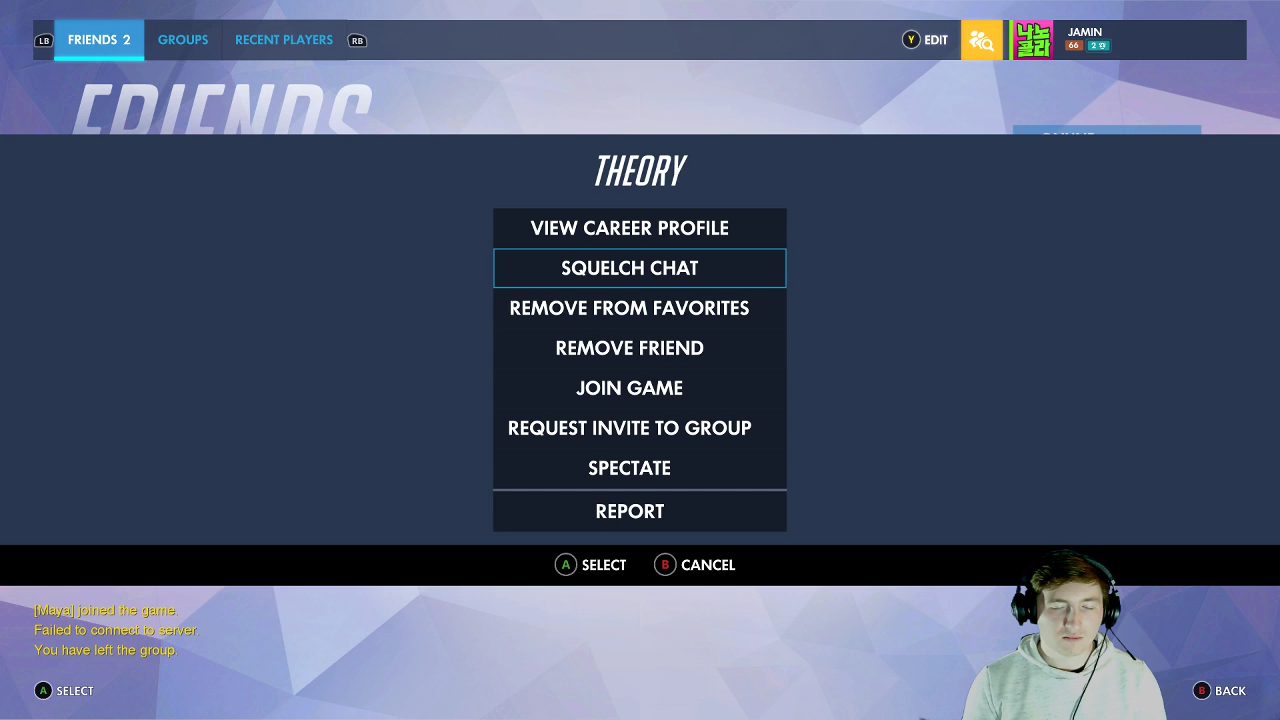 LB
FRIENDS 2
GROUPS
RECENT PLAYERS
RB
Y EDIT
나노
콜라
JAMIN
66
2
FRIENDS
THEORY
VIEW CAREER PROFILE
SQUELCH CHAT
REMOVE FROM FAVORITES
REMOVE FRIEND
JOIN GAME
REQUEST INVITE TO GROUP
SPECTATE
REPORT
A SELECT
B CANCEL
[Maya] joined the game.
Failed to connect to server.
You have left the group.
A SELECT
B BACK